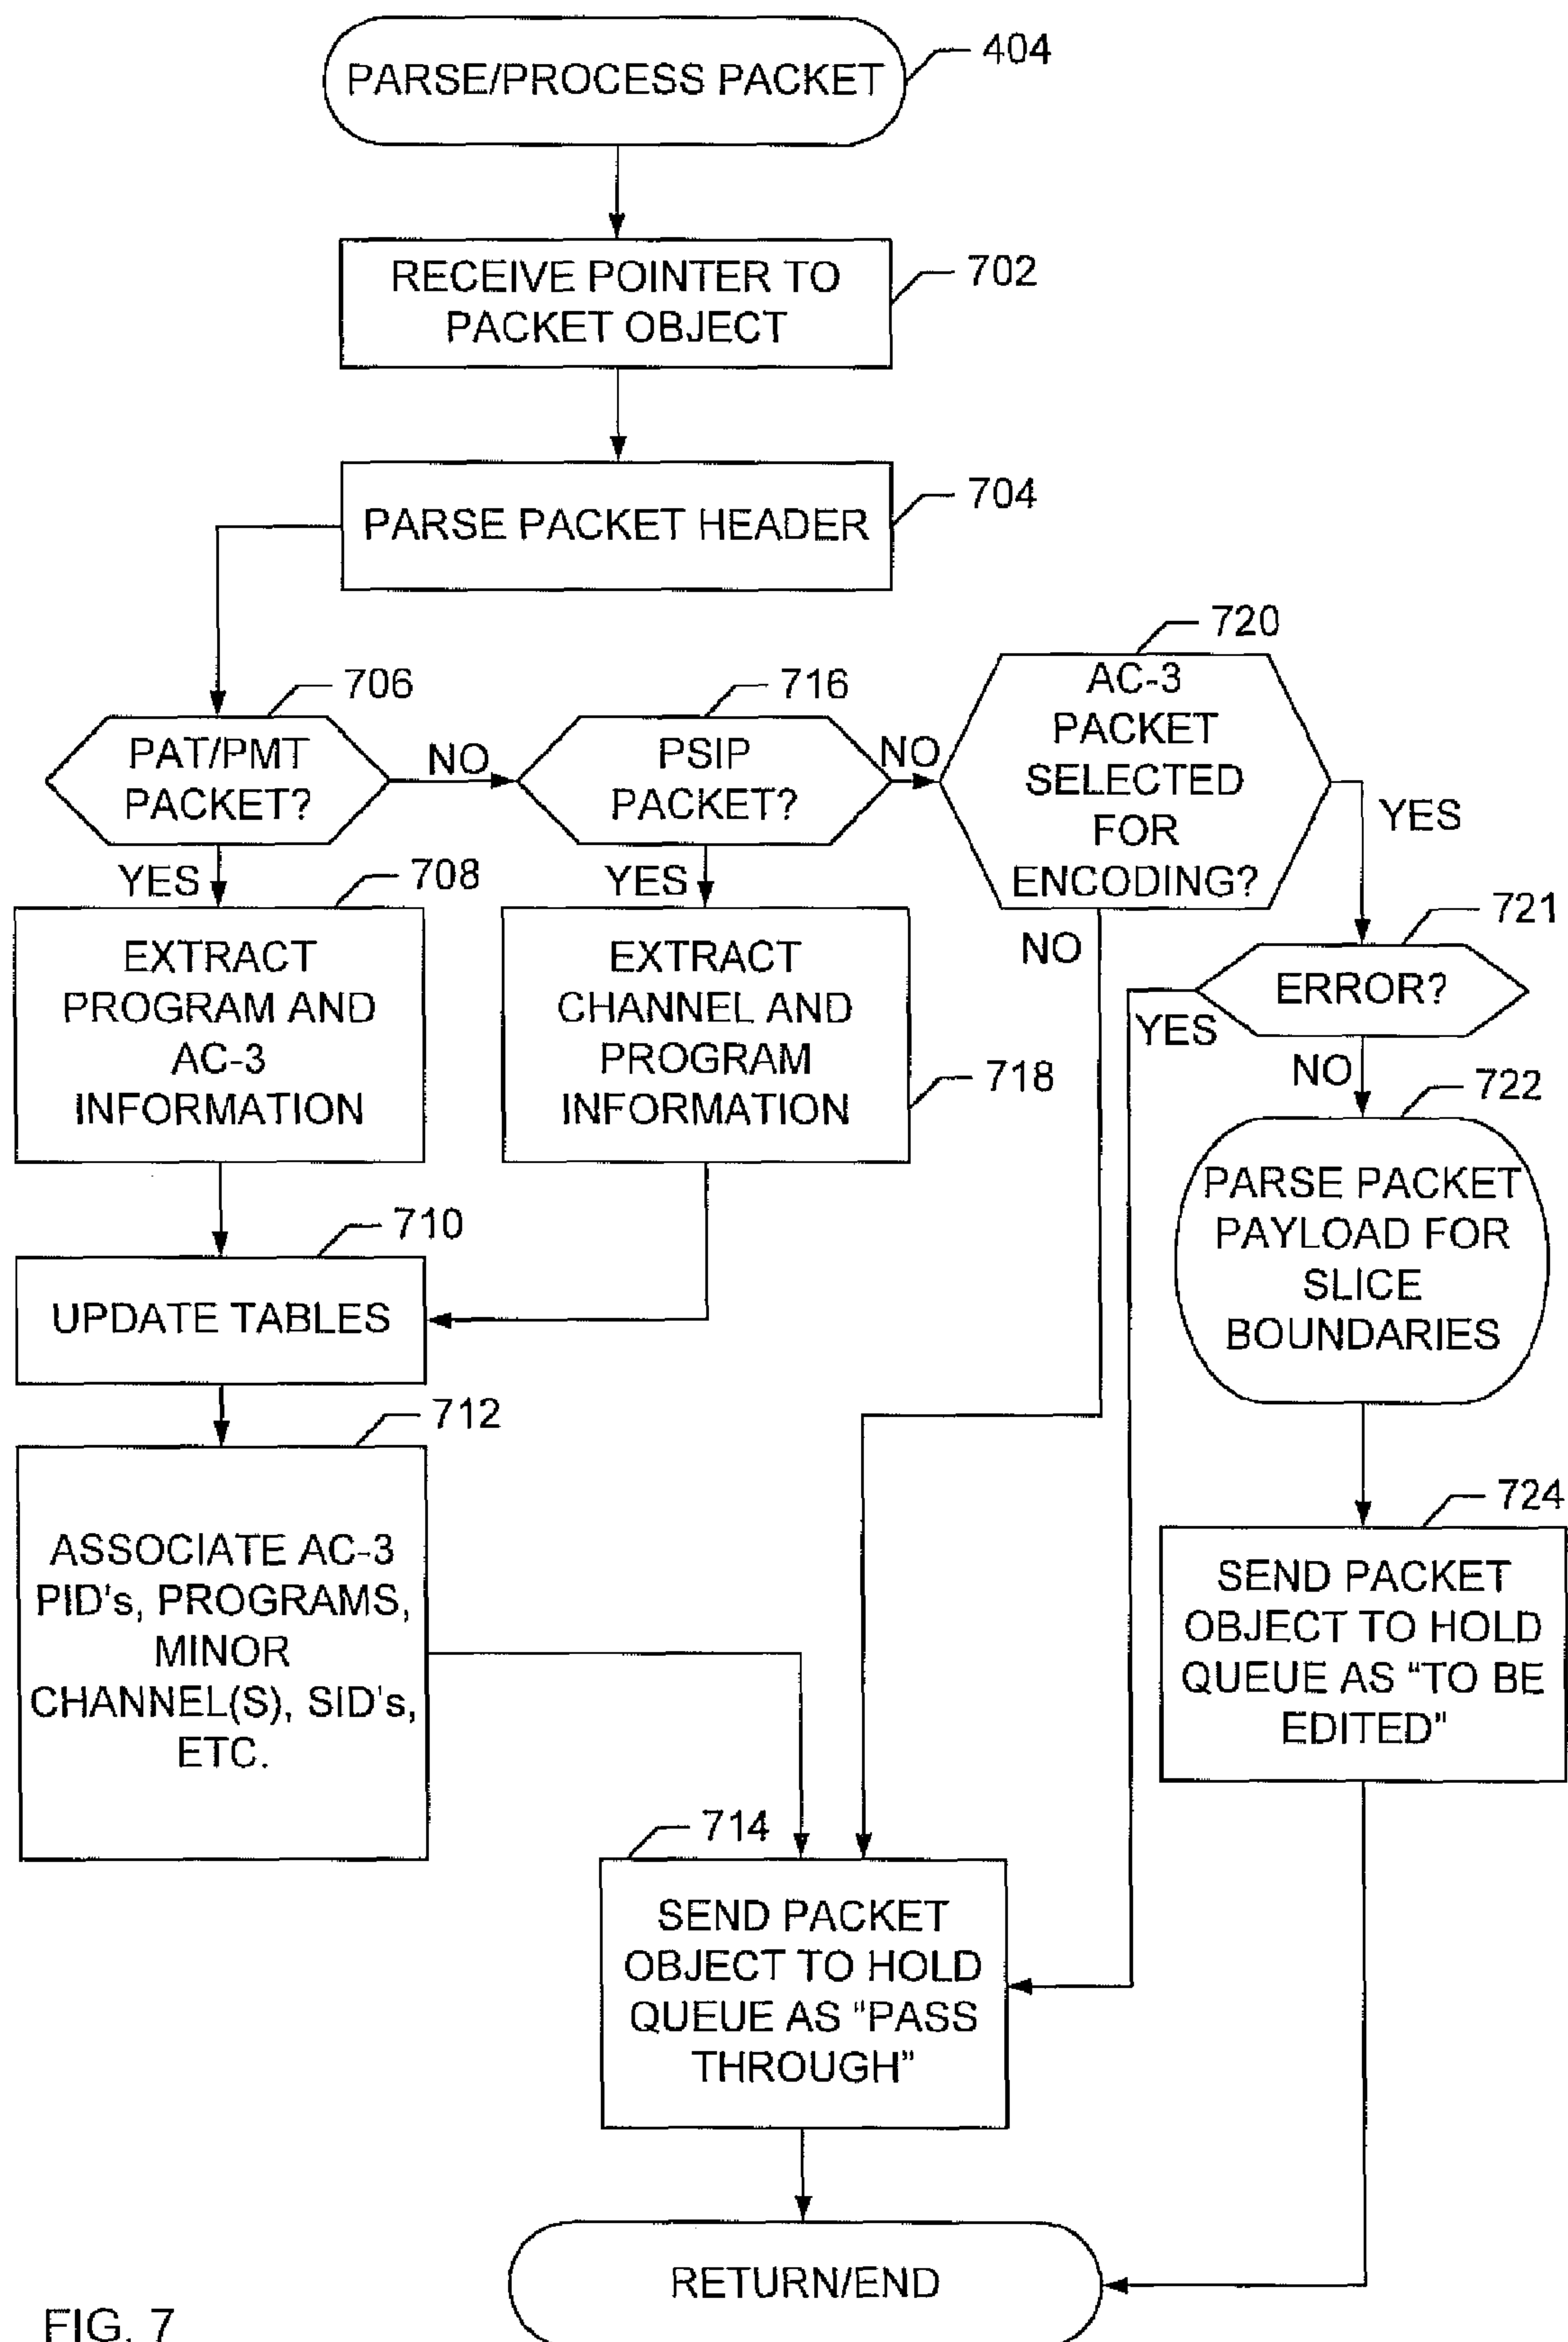 PARSE/PROCESS PACKET
404
RECEIVE POINTER TO
PACKET OBJECT
702
PARSE PACKET HEADER
704
706
PAT/PMT
PACKET?
NO
YES
716
PSIP
PACKET?
NO
YES
720
AC-3
PACKET
SELECTED
FOR
ENCODING?
YES
NO
708
EXTRACT
PROGRAM AND
AC-3
INFORMATION
EXTRACT
CHANNEL AND
PROGRAM
INFORMATION
718
721
ERROR?
YES
NO
722
PARSE PACKET
PAYLOAD FOR
SLICE
BOUNDARIES
710
UPDATE TABLES
712
ASSOCIATE AC-3
PID's, PROGRAMS,
MINOR
CHANNEL(S), SID's,
ETC.
724
SEND PACKET
OBJECT TO HOLD
QUEUE AS "TO BE
EDITED"
714
SEND PACKET
OBJECT TO HOLD
QUEUE AS "PASS
THROUGH"
RETURN/END
FIG. 7